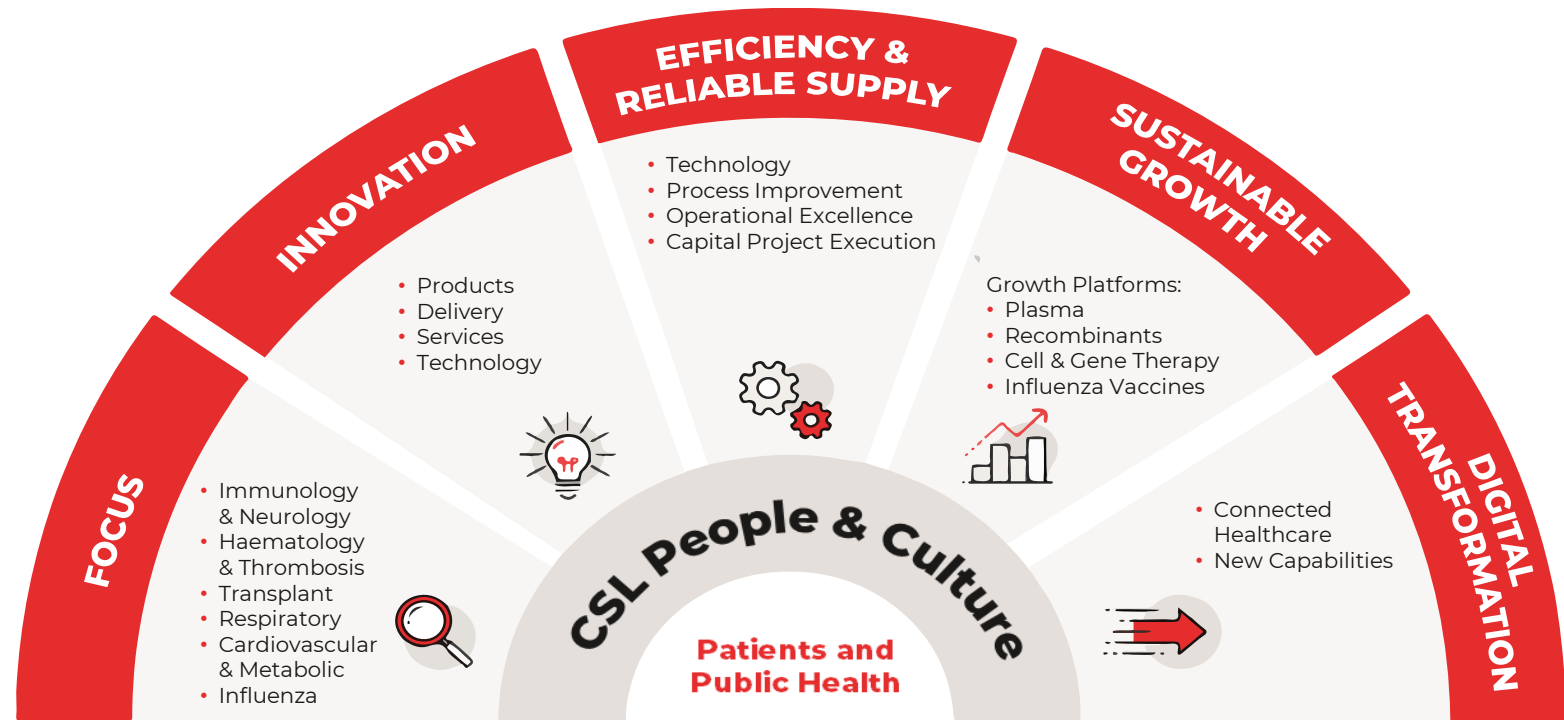 FOCUS
• Immunology
& Neurology
• Haematology
& Thrombosis
• Transplant
• Respiratory
• Cardiovascular
& Metabolic
• Influenza
INNOVATION
• Products
• Delivery
• Services
• Technology
EFFICIENCY &
RELIABLE SUPPLY
• Technology
• Process Improvement
• Operational Excellence
• Capital Project Execution
SUSTAINABLE
GROWTH
Growth Platforms:
• Plasma
• Recombinants
• Cell & Gene Therapy
• Influenza Vaccines
DIGITAL
TRANSFORMATION
• Connected
Healthcare
• New Capabilities
CSL People & Culture
Patients and
Public Health